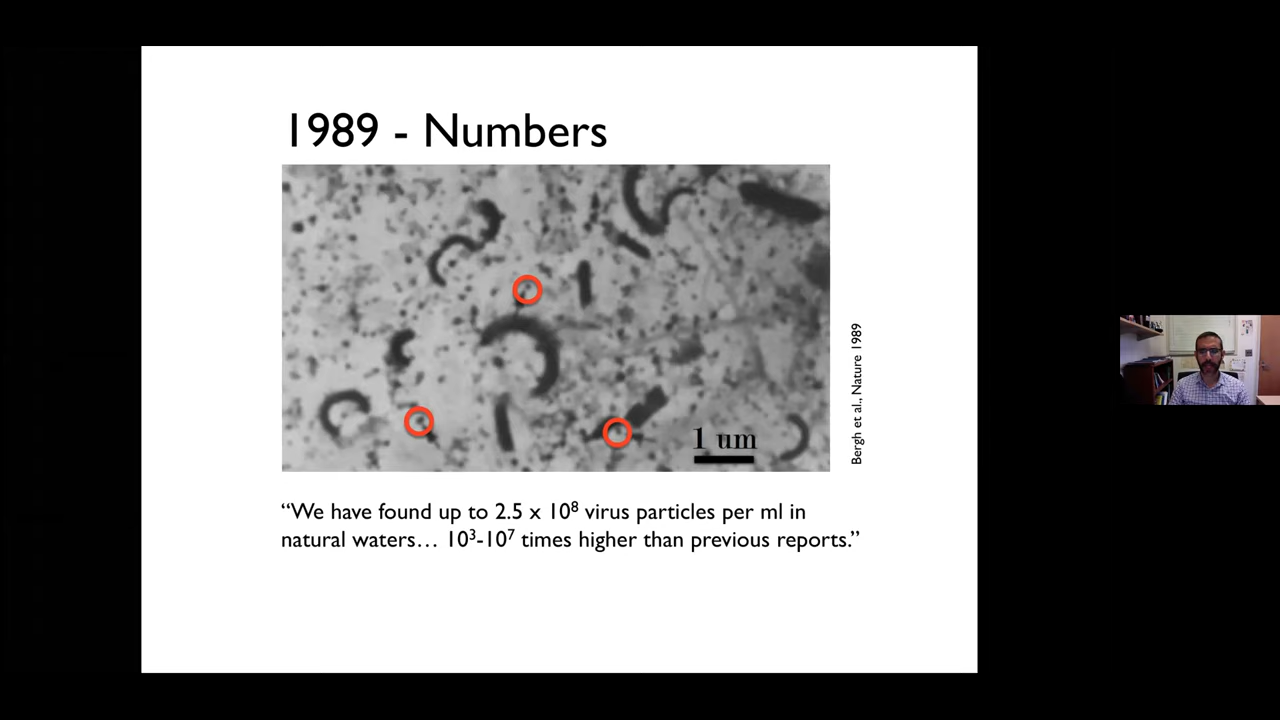 1989 - Numbers
1 um
Bergh et al., Nature 1989
“We have found up to 2.5 x 10⁸ virus particles per ml in
natural waters… 10³-10⁷ times higher than previous reports.”